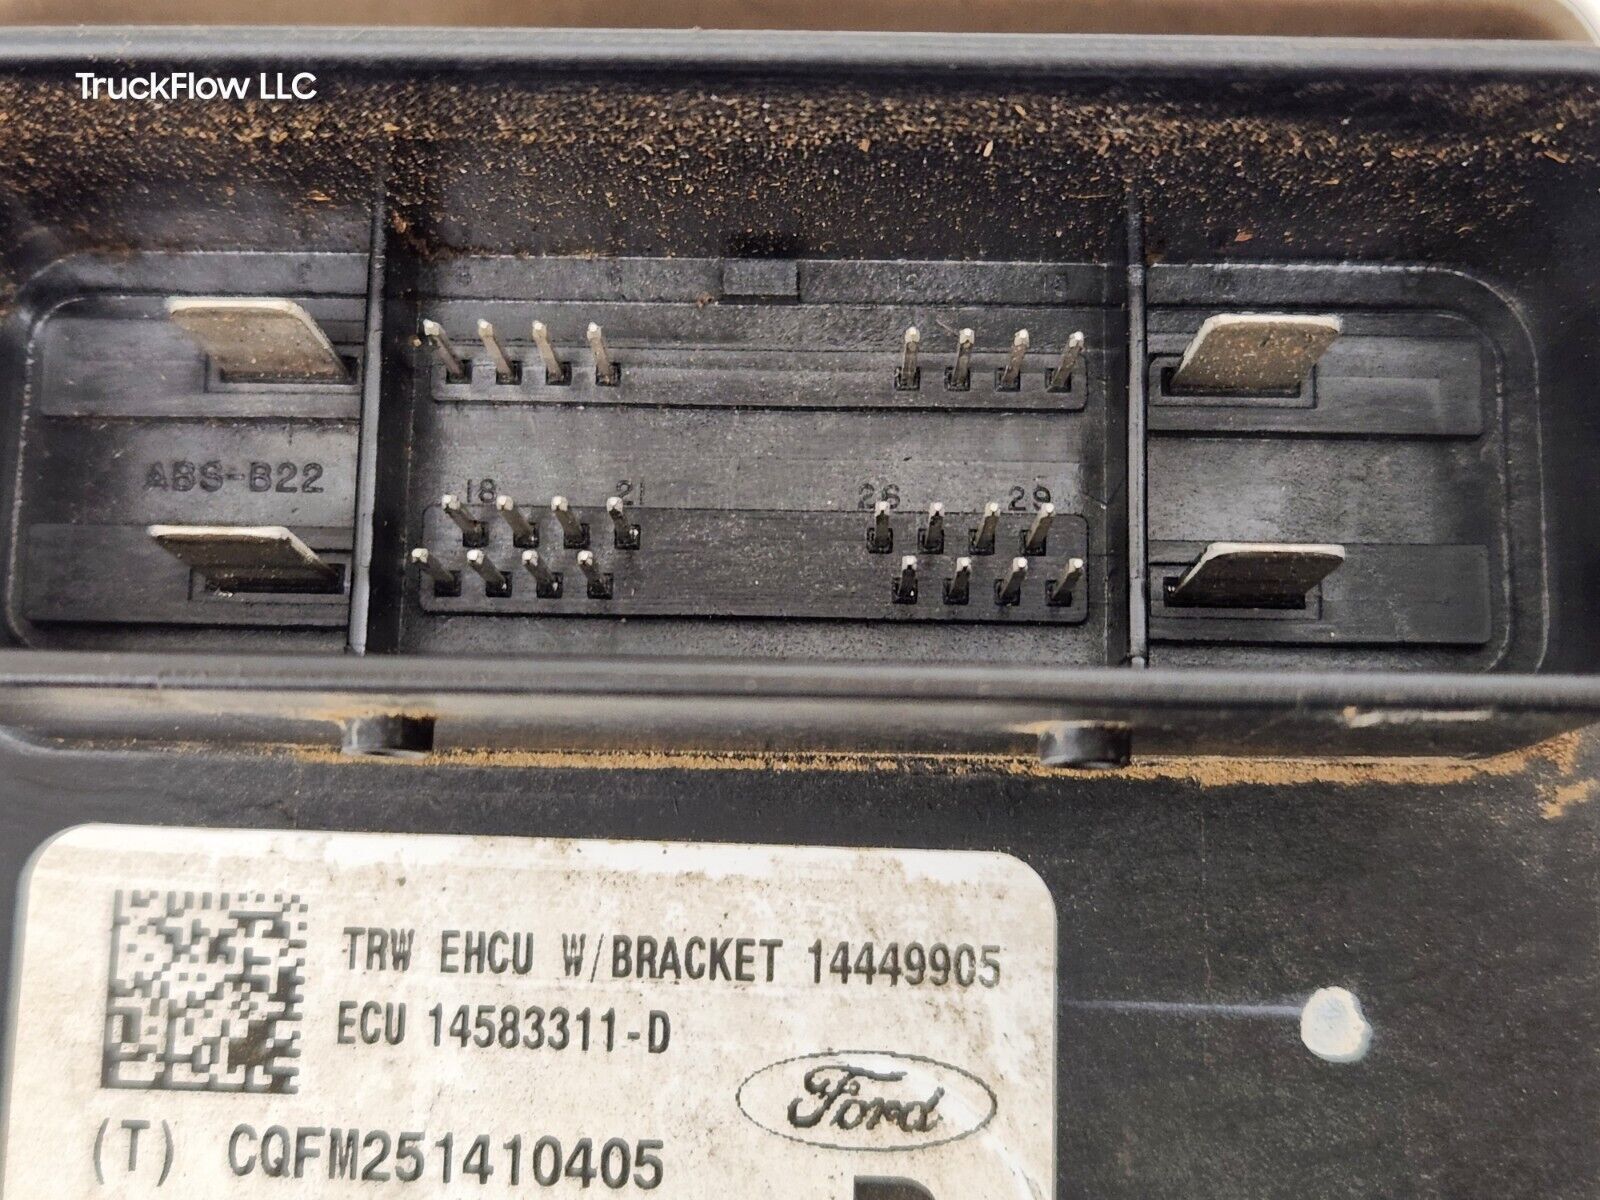 TruckFlow LLC
ABS-B22
18 21 26 29
TRW EHCU W/BRACKET 14449905
ECU 14583311-D
Ford
(T) CQFM251410405